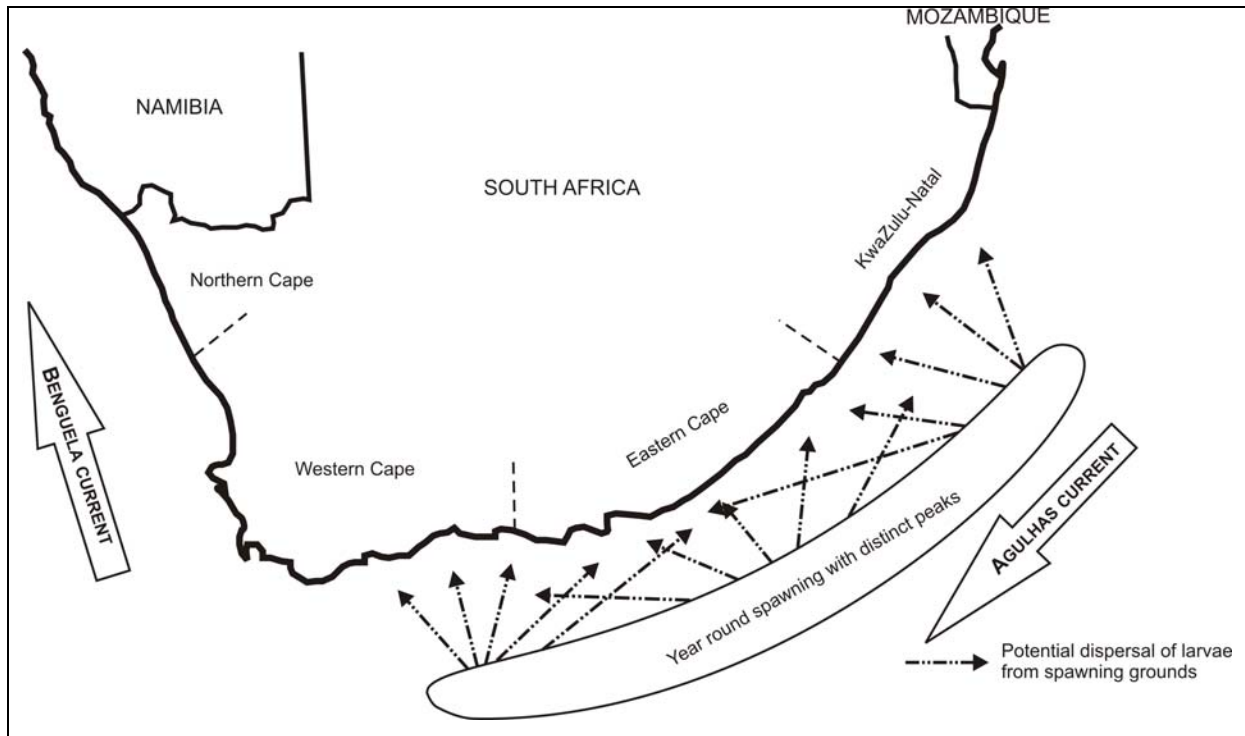 MOZAMBIQUE
NAMIBIA
SOUTH AFRICA
KwaZulu-Natal
Northern Cape
BENGUELA CURRENT
Eastern Cape
Western Cape
AGULHAS CURRENT
Year round spawning with distinct peaks
Potential dispersal of larvae
from spawning grounds